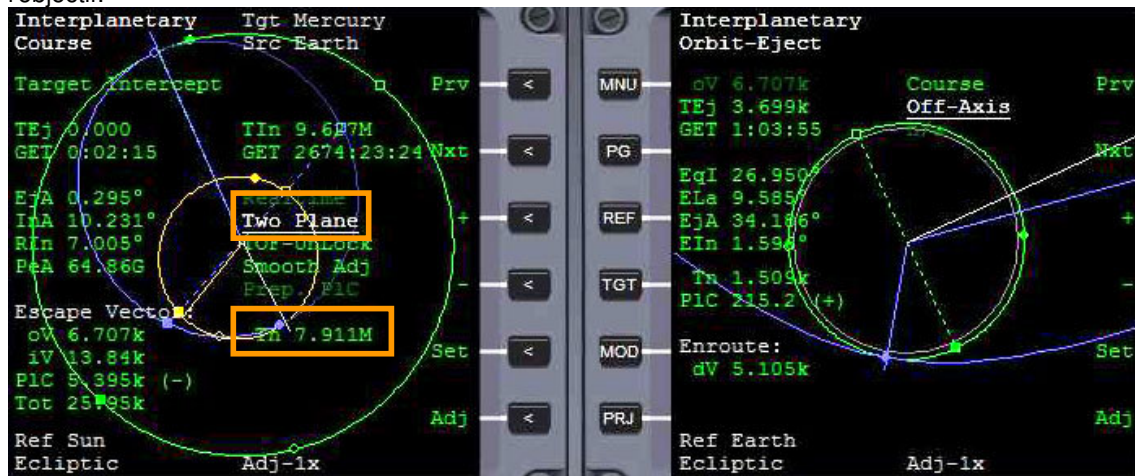 l'objectif.
Interplanetary Tgt Mercury
Course Src Earth
Target Intercept Prv
TEj 0.000 TIn 9.627M
GET 0:02:15 GET 2674:23:24 Nxt
EjA 0.295°
InA 10.231° Two Plane +
RIn 7.005° TOF-UnLock
PeA 64.86G Smooth Adj -
Prep. PlC
Escape Vector:
oV 6.707k Tn 7.911M
iV 13.84k Set
PlC 5.395k (-)
Tot 25.95k
Adj
Ref Sun
Ecliptic Adj-1x
<
<
<
<
<
<
MNU
PG
REF
TGT
MOD
PRJ
Interplanetary
Orbit-Eject
oV 6.707k Course Prv
TEj 3.699k Off-Axis
GET 1:03:55
Nxt
EqI 26.950°
ELa 9.585°
EjA 34.186° +
EIn 1.596°
Tn 1.509k -
PlC 215.2 (+)
Enroute: Set
dV 5.105k
Adj
Ref Earth
Ecliptic Adj-1x